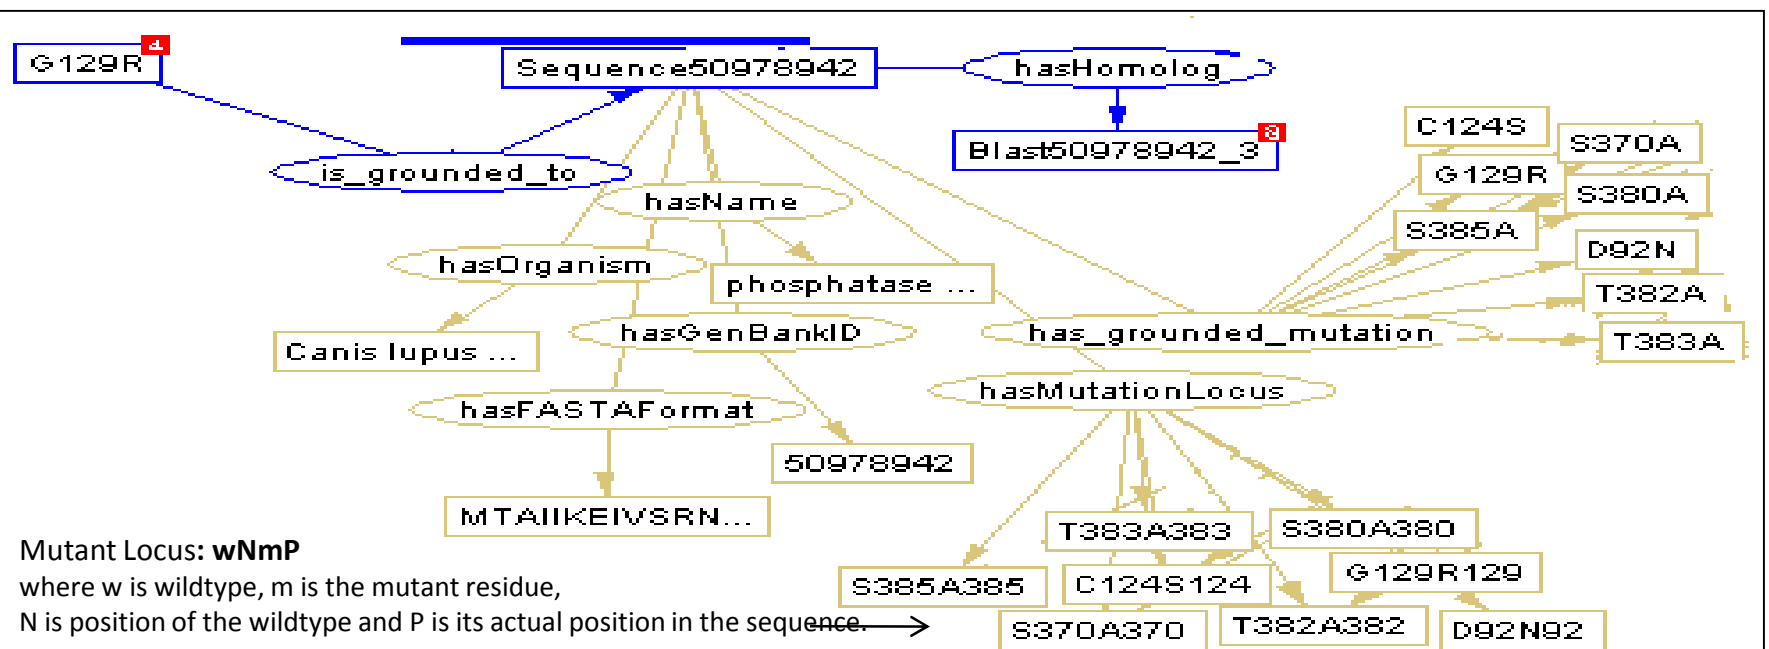 G129R 4
Sequence50978942
hasHomolog
Blast50978942_3
is_grounded_to
hasName
hasOrganism
phosphatase ...
hasGenBankID
Canis lupus ...
hasFASTAFormat
50978942
MTAIIKEIVSRN...
has_grounded_mutation
hasMutationLocus
C124S
S370A
G129R
S380A
S385A
D92N
T382A
T383A
T383A383
S380A380
S385A385
C124S124
G129R129
S370A370
T382A382
D92N92
Mutant Locus: wNmP
where w is wildtype, m is the mutant residue,
N is position of the wildtype and P is its actual position in the sequence.